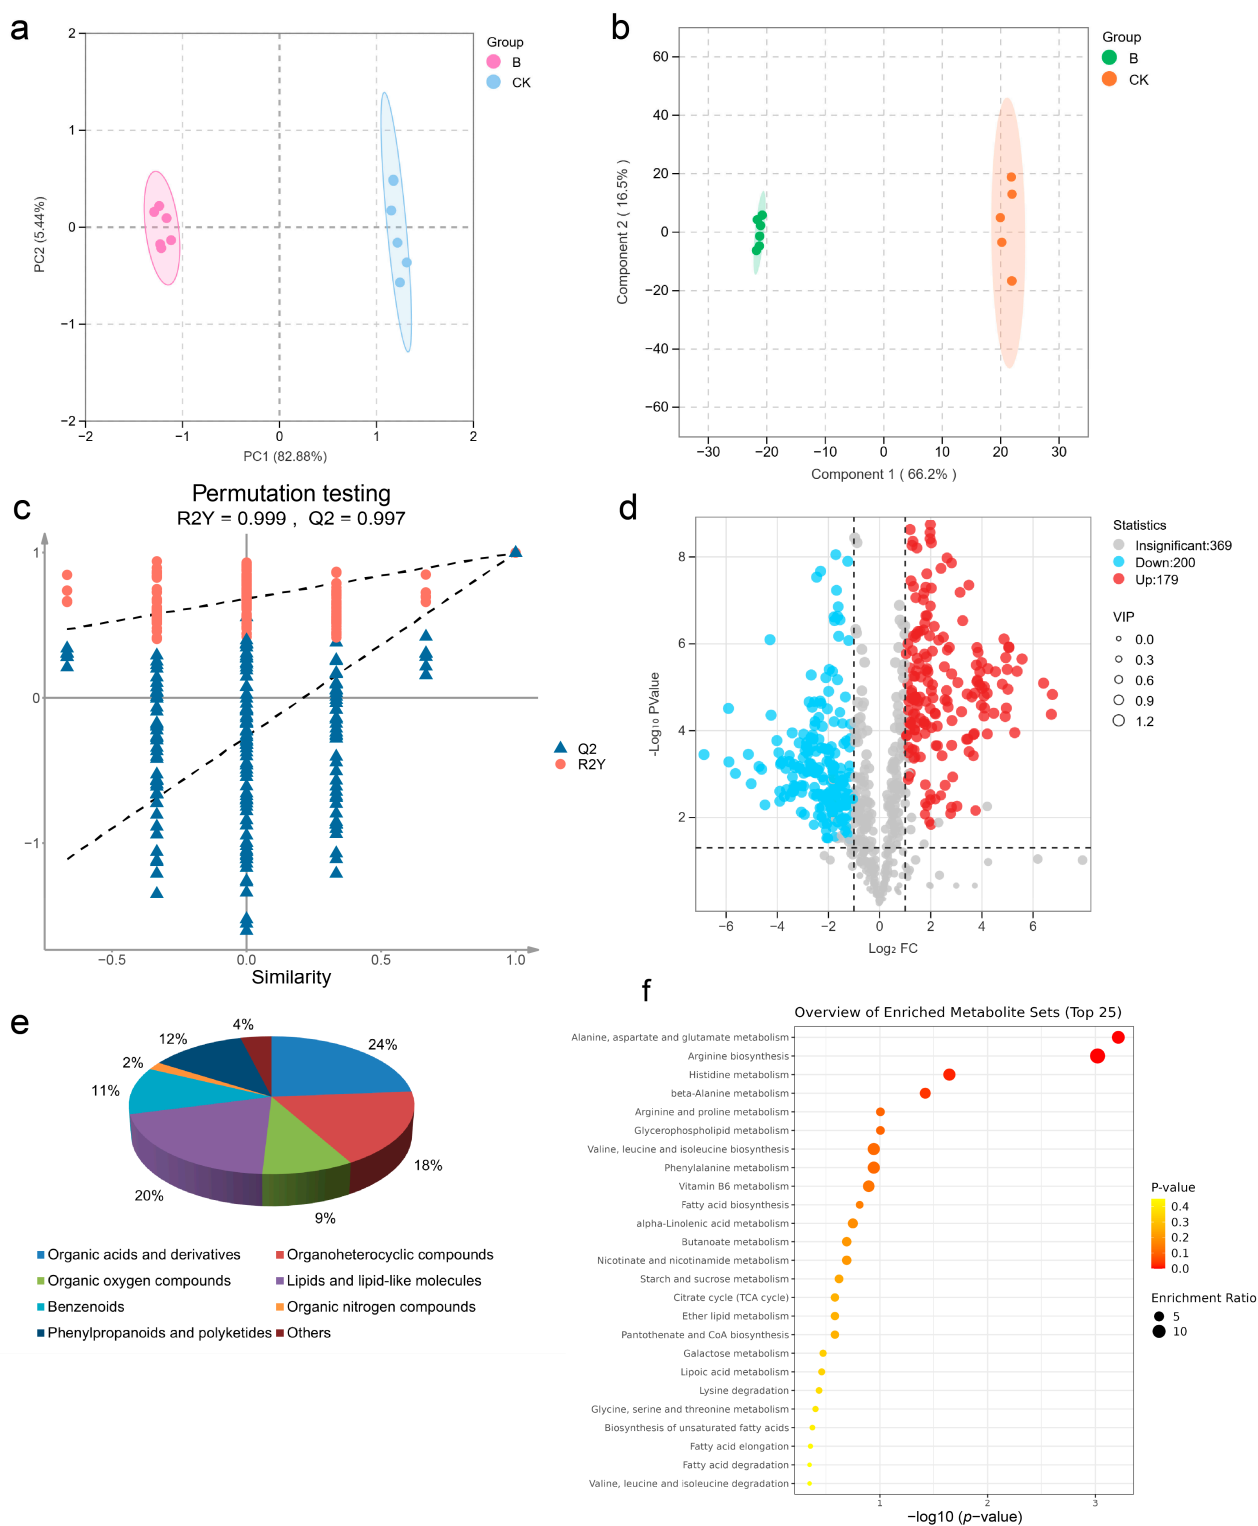 a
2
1
0
−1
−2
−2
−1
0
1
2
PC2 (5.44%)
PC1 (82.88%)
Group
B
CK
b
60
40
20
0
−20
−40
−60
−30
−20
−10
0
10
20
30
Component 2 ( 16.5% )
Component 1 ( 66.2% )
Group
B
CK
c
Permutation testing
R2Y = 0.999 , Q2 = 0.997
1
0
−1
−0.5
0.0
0.5
1.0
Similarity
Q2
R2Y
d
8
6
4
2
−6
−4
−2
0
2
4
6
-Log₁₀ PValue
Log₂ FC
Statistics
Insignificant:369
Down:200
Up:179
VIP
0.0
0.3
0.6
0.9
1.2
e
4%
12%
24%
2%
11%
18%
20%
9%
Organic acids and derivatives
Organoheterocyclic compounds
Organic oxygen compounds
Lipids and lipid-like molecules
Benzenoids
Organic nitrogen compounds
Phenylpropanoids and polyketides
Others
f
Overview of Enriched Metabolite Sets (Top 25)
Alanine, aspartate and glutamate metabolism
Arginine biosynthesis
Histidine metabolism
beta-Alanine metabolism
Arginine and proline metabolism
Glycerophospholipid metabolism
Valine, leucine and isoleucine biosynthesis
Phenylalanine metabolism
Vitamin B6 metabolism
Fatty acid biosynthesis
alpha-Linolenic acid metabolism
Butanoate metabolism
Nicotinate and nicotinamide metabolism
Starch and sucrose metabolism
Citrate cycle (TCA cycle)
Ether lipid metabolism
Pantothenate and CoA biosynthesis
Galactose metabolism
Lipoic acid metabolism
Lysine degradation
Glycine, serine and threonine metabolism
Biosynthesis of unsaturated fatty acids
Fatty acid elongation
Fatty acid degradation
Valine, leucine and isoleucine degradation
1
2
3
−log10 (p−value)
P-value
0.4
0.3
0.2
0.1
0.0
Enrichment Ratio
5
10